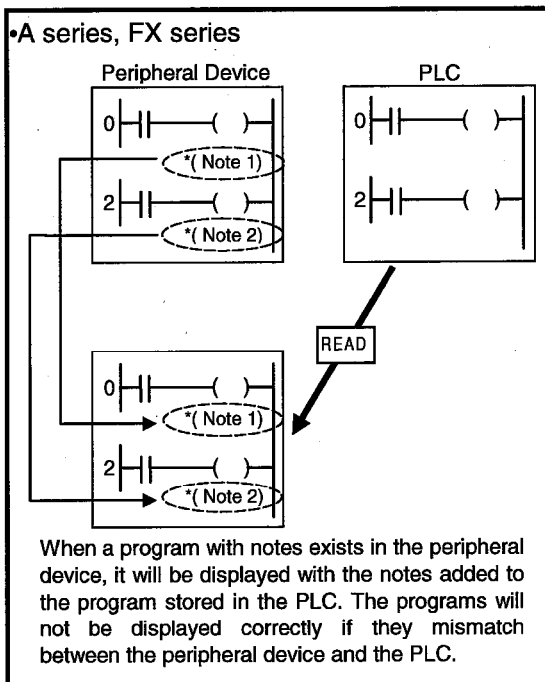 •A series, FX series
Peripheral Device
PLC
0
*( Note 1)
2
*( Note 2)
0
2
READ
0
*( Note 1)
2
*( Note 2)
When a program with notes exists in the peripheral
device, it will be displayed with the notes added to
the program stored in the PLC. The programs will
not be displayed correctly if they mismatch
between the peripheral device and the PLC.